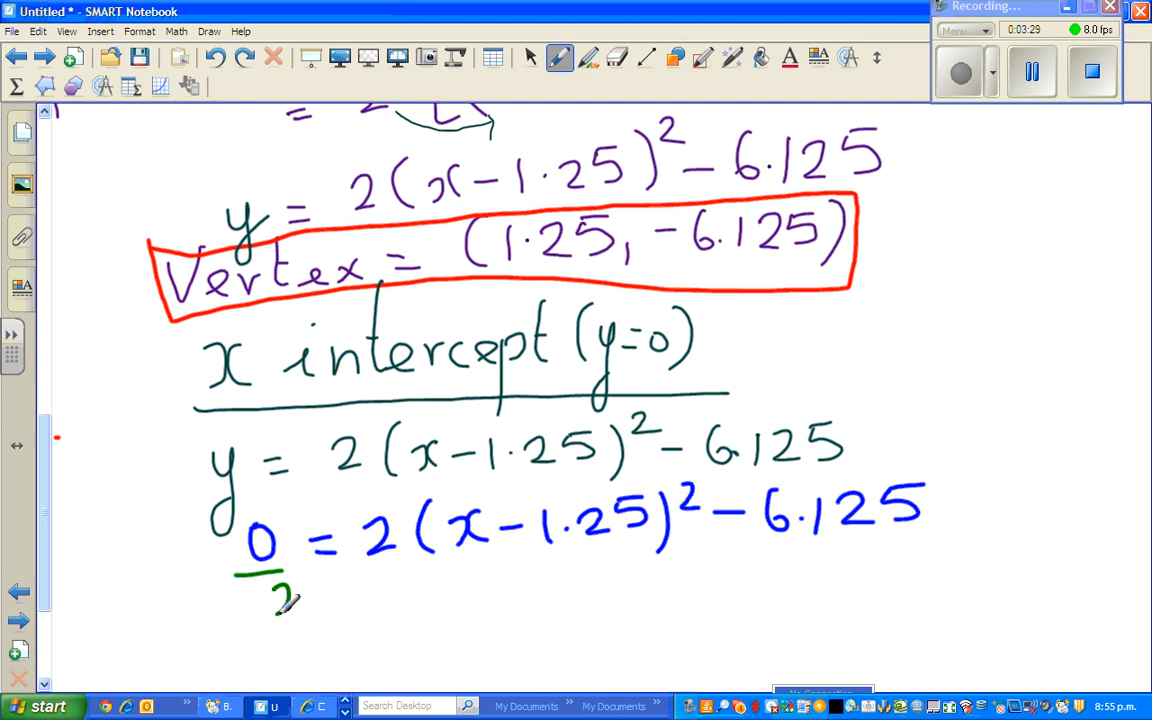 Untitled * - SMART Notebook
Recording...
File Edit View Insert Format Math Draw Help
Menu 0:03:29 8.0 fps
y = 2(x-1.25)² - 6.125
Vertex = (1.25, -6.125)
x intercept (y=0)
y = 2(x-1.25)² - 6.125
0 = 2(x-1.25)² - 6.125
2
start B. U C Search Desktop My Documents My Documents 8:55 p.m.